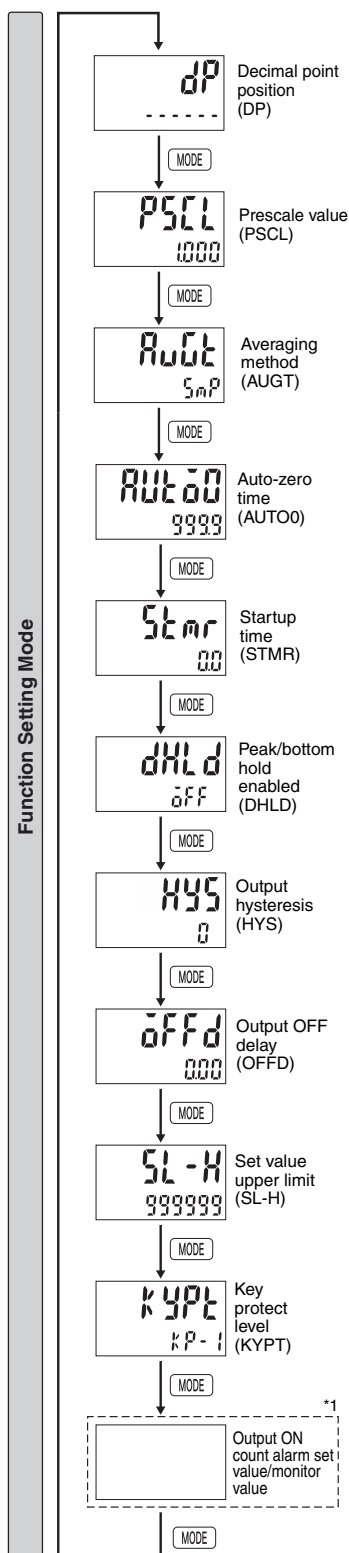 Function Setting Mode
dP
------
Decimal point
position
(DP)
MODE
PSCL
1.000
Prescale value
(PSCL)
MODE
AuGt
SmP
Averaging
method
(AUGT)
MODE
AUto0
999.9
Auto-zero
time
(AUTO0)
MODE
Stmr
0.0
Startup
time
(STMR)
MODE
dHLd
oFF
Peak/bottom
hold
enabled
(DHLD)
MODE
HYS
0
Output
hysteresis
(HYS)
MODE
oFFd
0.00
Output OFF
delay
(OFFD)
MODE
SL-H
999999
Set value
upper limit
(SL-H)
MODE
KYPt
KP-1
Key
protect
level
(KYPT)
MODE
*1
Output ON
count alarm set
value/monitor
value
MODE